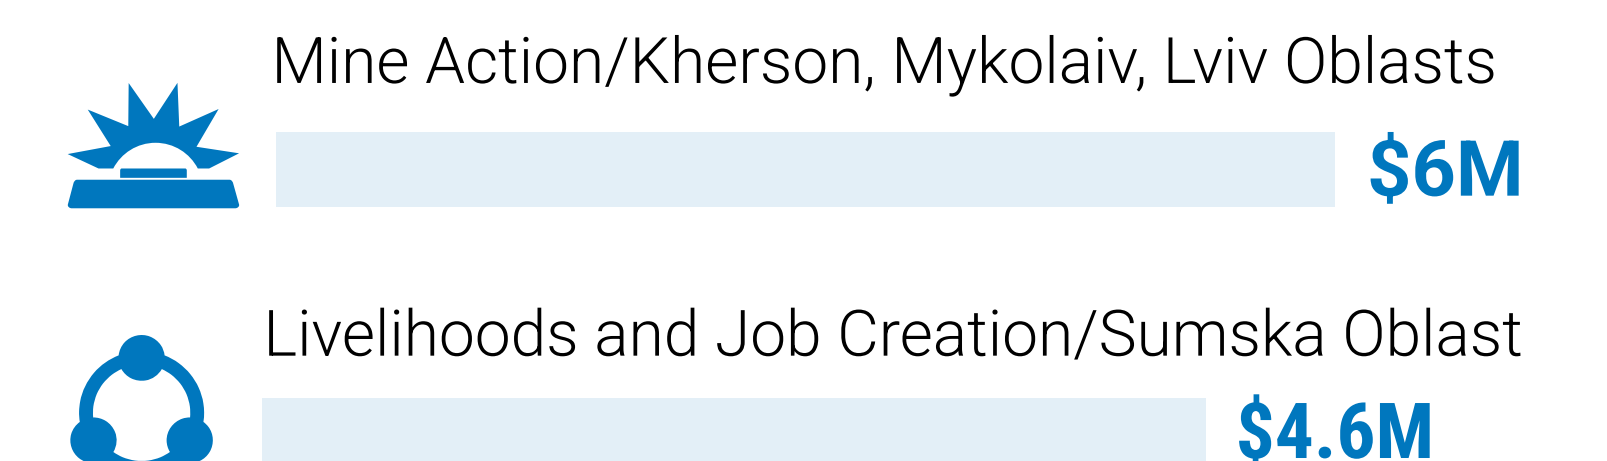 Mine Action/Kherson, Mykolaiv, Lviv Oblasts
$6M
Livelihoods and Job Creation/Sumska Oblast
$4.6M